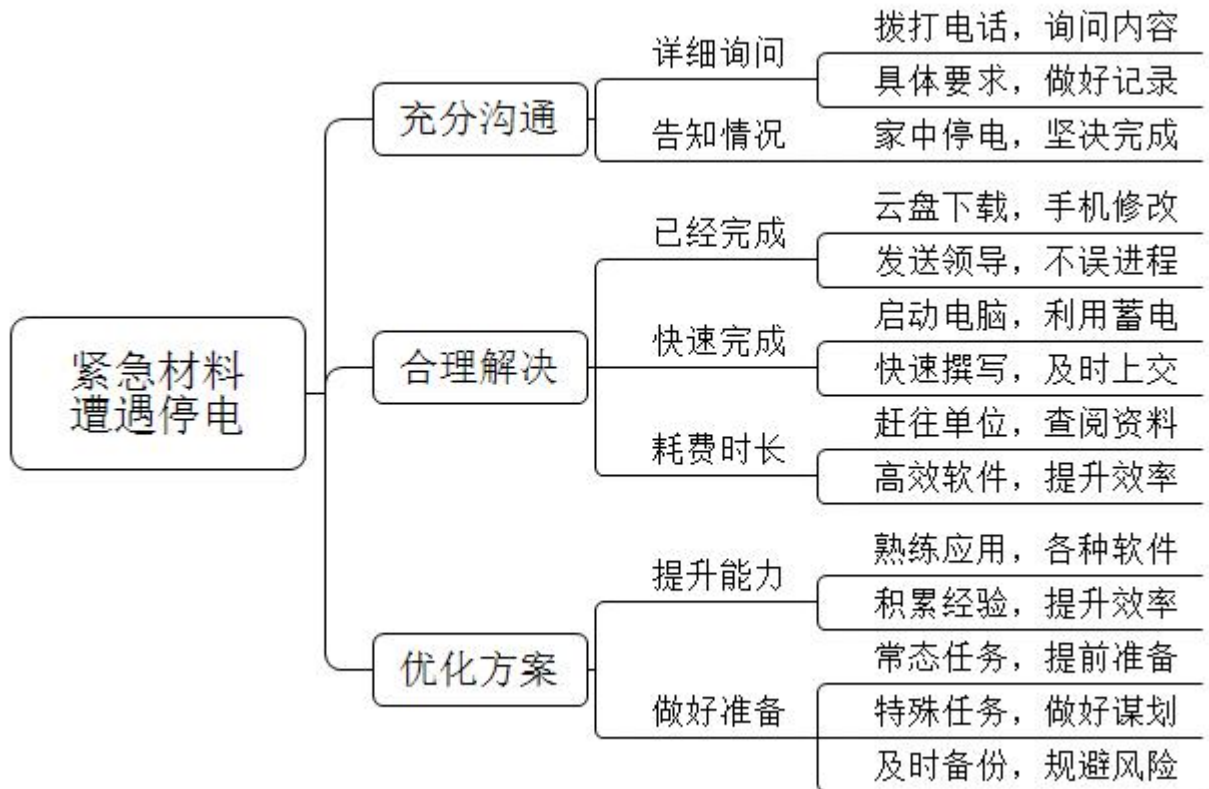 紧急材料
遭遇停电
充分沟通
详细询问
拨打电话，询问内容
具体要求，做好记录
告知情况
家中停电，坚决完成
合理解决
已经完成
云盘下载，手机修改
发送领导，不误进程
快速完成
启动电脑，利用蓄电
快速撰写，及时上交
耗费时长
赶往单位，查阅资料
高效软件，提升效率
优化方案
提升能力
熟练应用，各种软件
积累经验，提升效率
做好准备
常态任务，提前准备
特殊任务，做好谋划
及时备份，规避风险